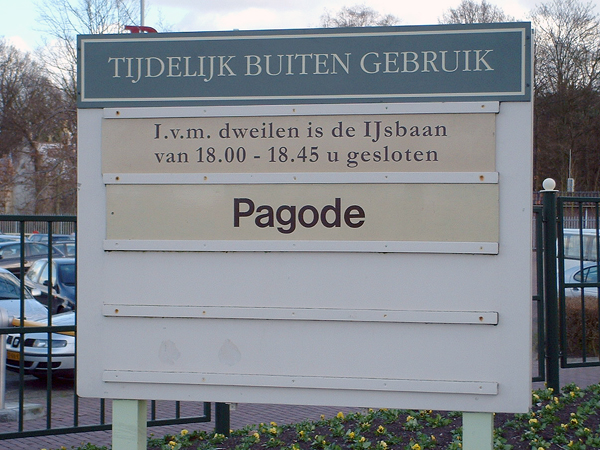 TIJDELIJK BUITEN GEBRUIK
I.v.m. dweilen is de IJsbaan
van 18.00 - 18.45 u gesloten
Pagode